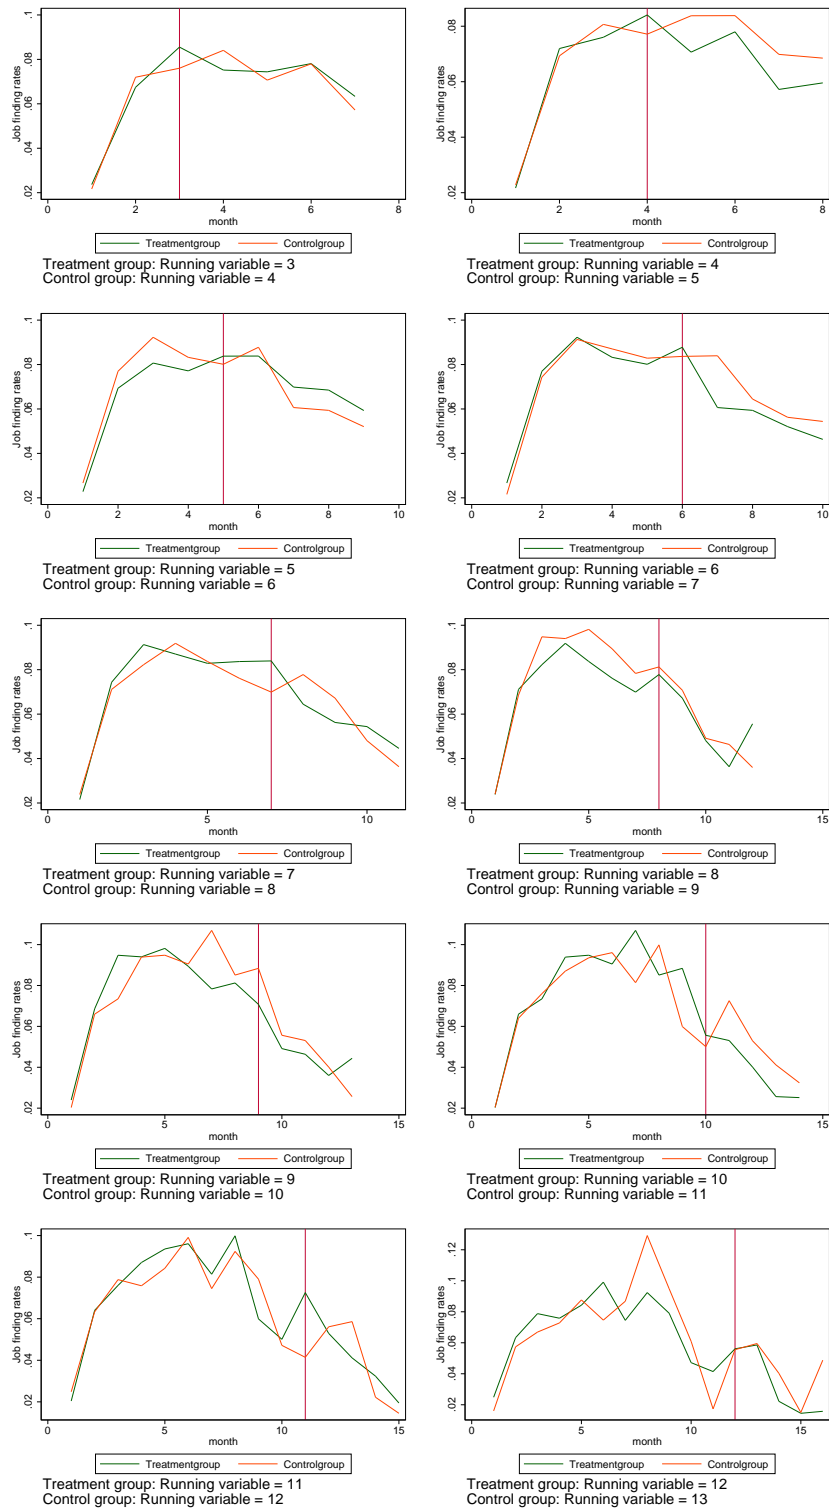 Job finding rates
.02 .04 .06 .08 .1
0 2 4 6 8
month
Treatmentgroup Controlgroup
Treatment group: Running variable = 3
Control group: Running variable = 4
Job finding rates
.02 .04 .06 .08
0 2 4 6 8
month
Treatmentgroup Controlgroup
Treatment group: Running variable = 4
Control group: Running variable = 5
Job finding rates
.02 .04 .06 .08 .1
0 2 4 6 8 10
month
Treatmentgroup Controlgroup
Treatment group: Running variable = 5
Control group: Running variable = 6
Job finding rates
.02 .04 .06 .08 .1
0 2 4 6 8 10
month
Treatmentgroup Controlgroup
Treatment group: Running variable = 6
Control group: Running variable = 7
Job finding rates
.02 .04 .06 .08 .1
0 5 10
month
Treatmentgroup Controlgroup
Treatment group: Running variable = 7
Control group: Running variable = 8
Job finding rates
.02 .04 .06 .08 .1
0 5 10 15
month
Treatmentgroup Controlgroup
Treatment group: Running variable = 8
Control group: Running variable = 9
Job finding rates
.02 .04 .06 .08 .1
0 5 10 15
month
Treatmentgroup Controlgroup
Treatment group: Running variable = 9
Control group: Running variable = 10
Job finding rates
.02 .04 .06 .08 .1
0 5 10 15
month
Treatmentgroup Controlgroup
Treatment group: Running variable = 10
Control group: Running variable = 11
Job finding rates
.02 .04 .06 .08 .1
0 5 10 15
month
Treatmentgroup Controlgroup
Treatment group: Running variable = 11
Control group: Running variable = 12
Job finding rates
.02 .04 .06 .08 .1 .12
0 5 10 15
month
Treatmentgroup Controlgroup
Treatment group: Running variable = 12
Control group: Running variable = 13